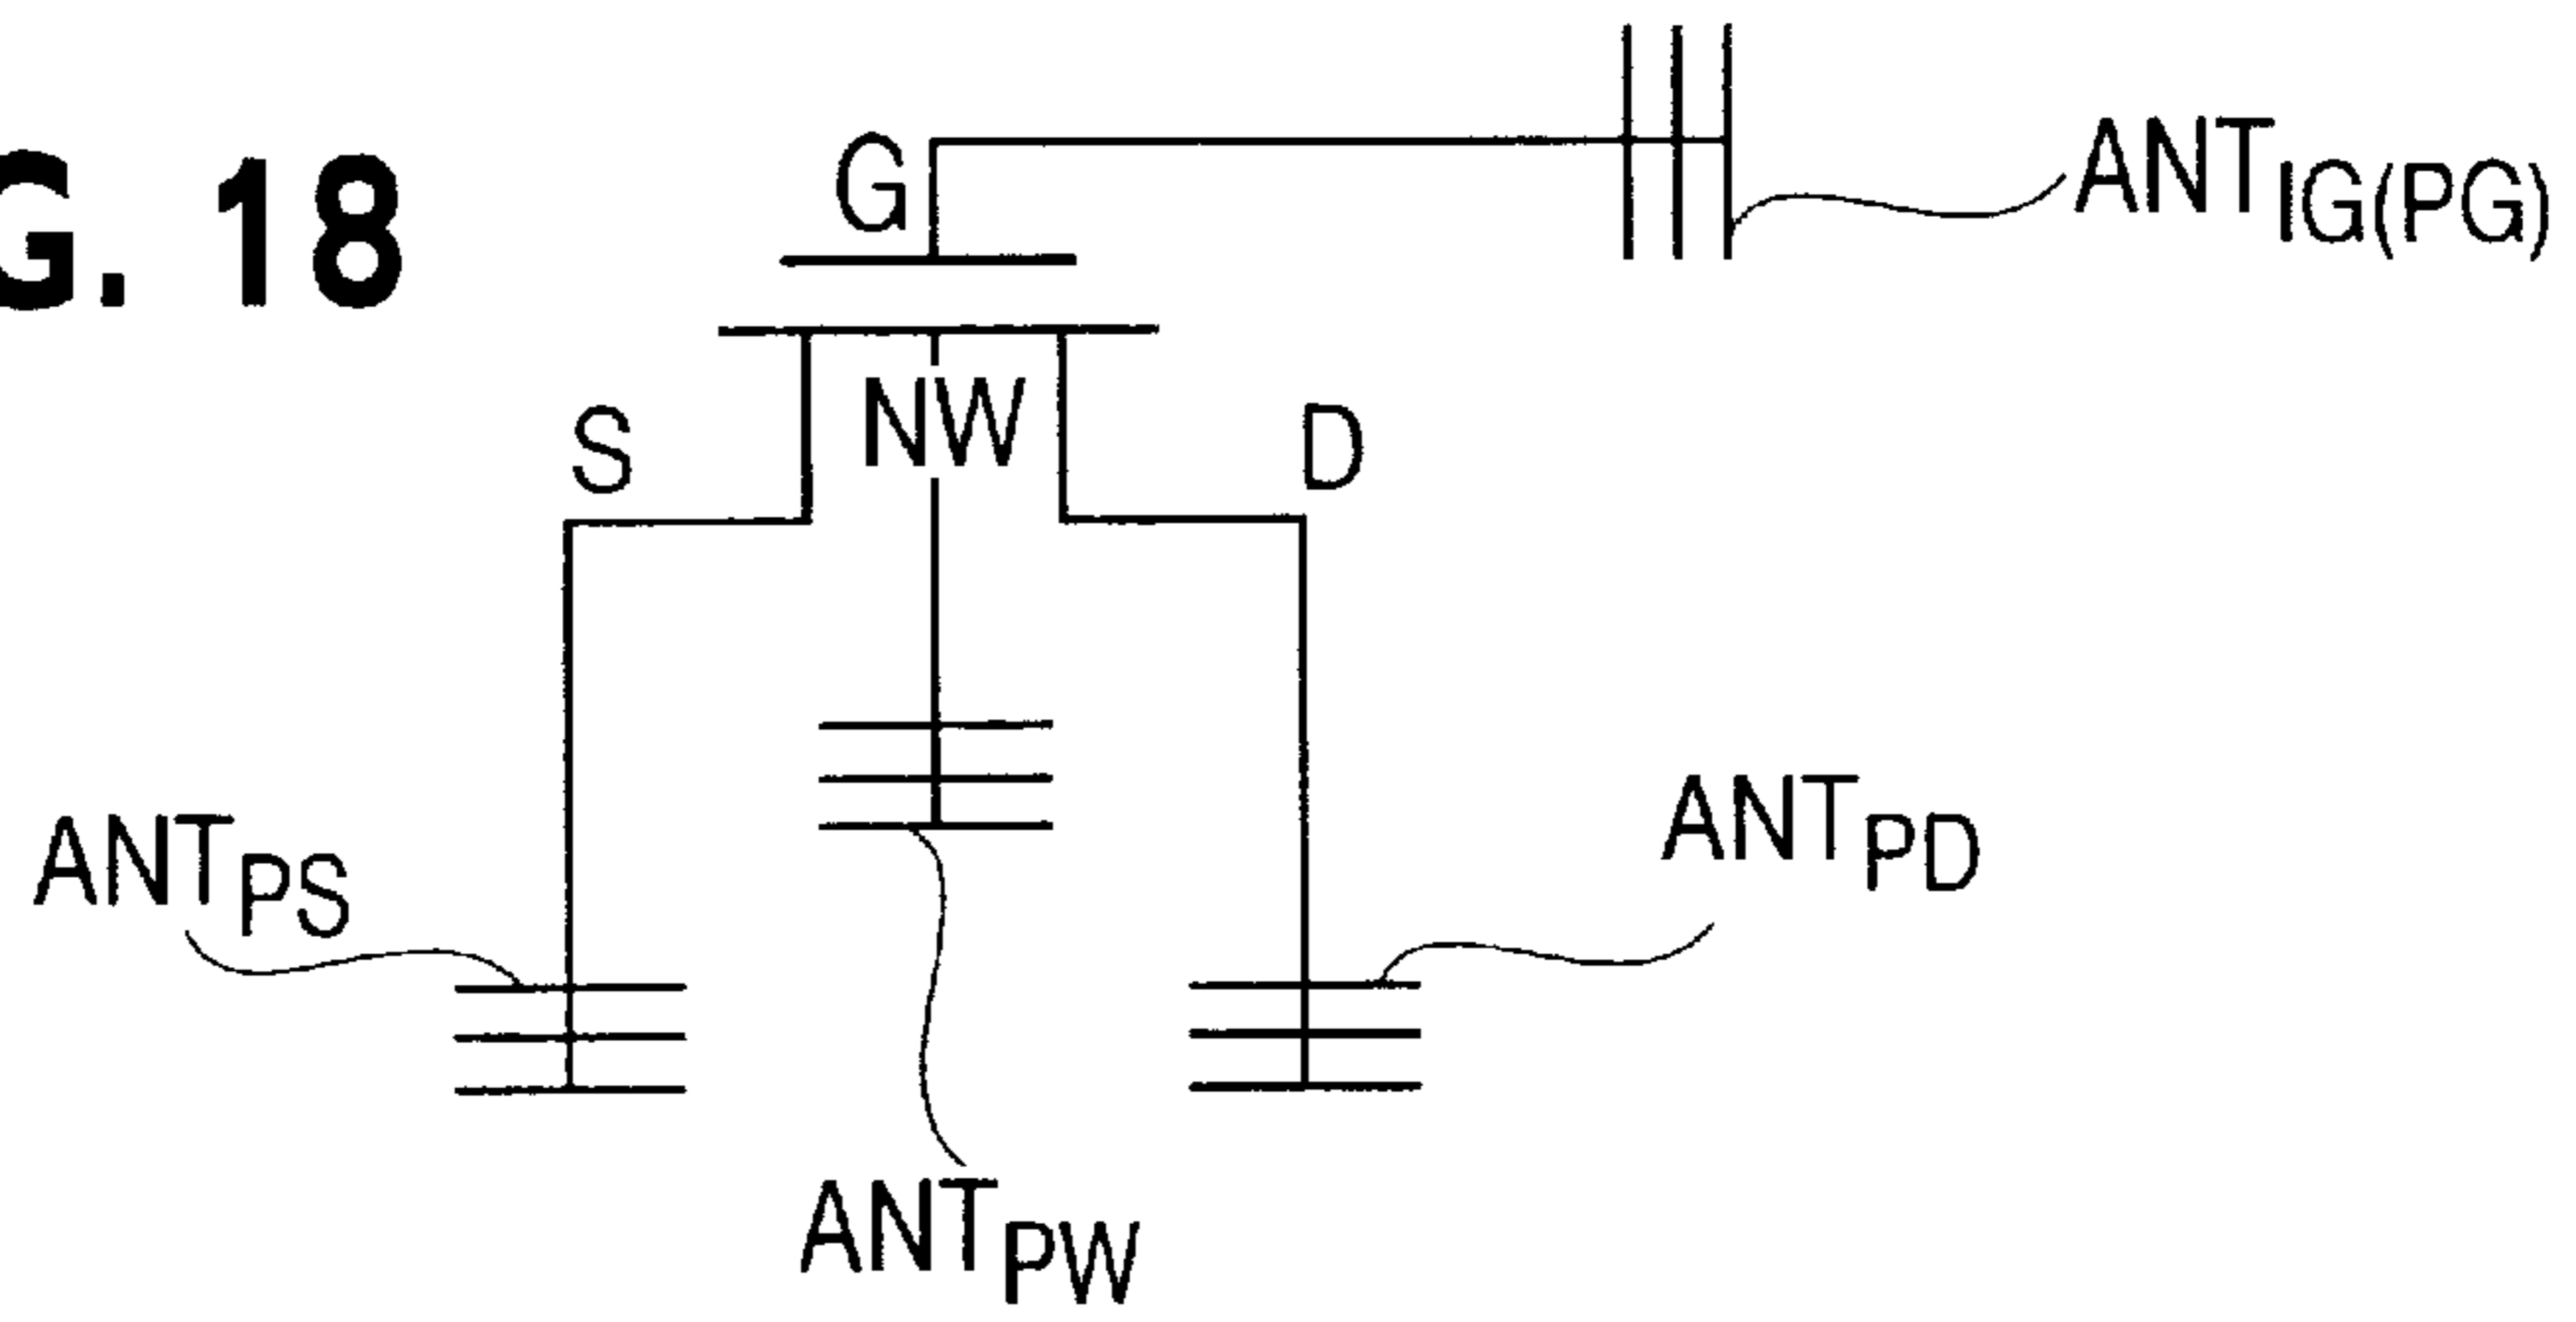 G. 18
G
ANTIG(PG)
S
NW
D
ANTPS
ANTPD
ANTPW